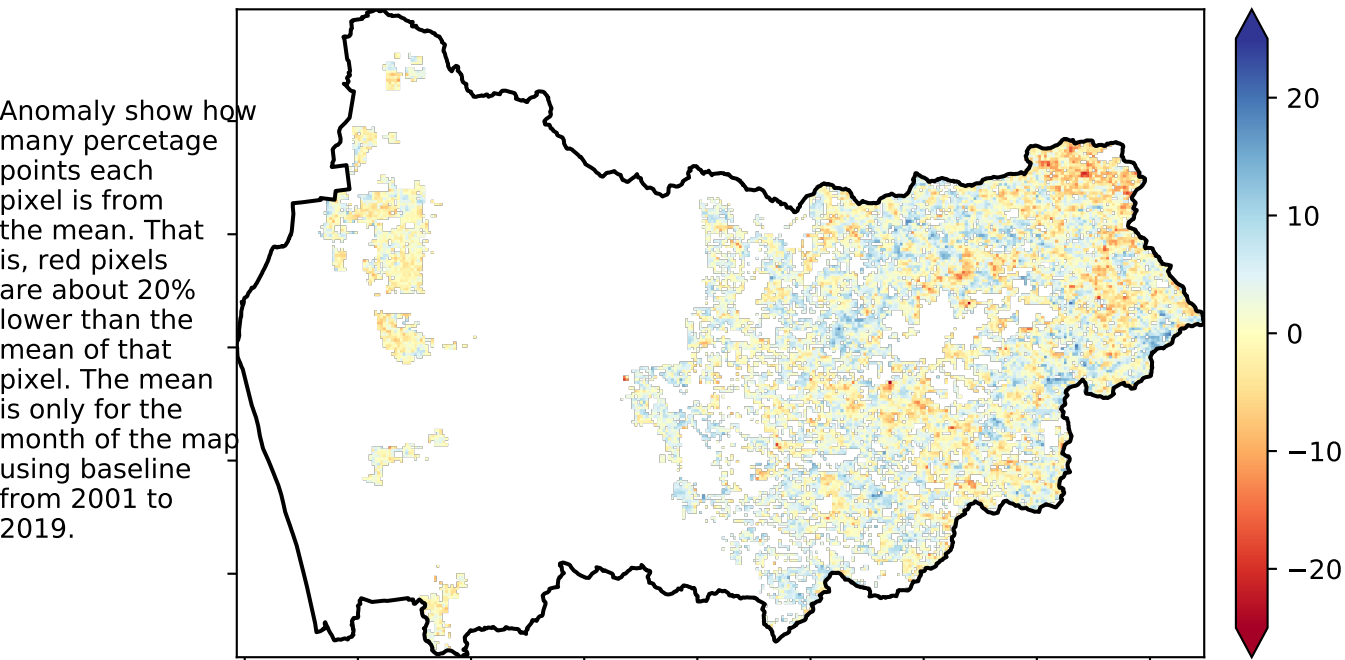 Anomaly show how
many percetage
points each
pixel is from
the mean. That
is, red pixels
are about 20%
lower than the
mean of that
pixel. The mean
is only for the
month of the map
using baseline
from 2001 to
2019.
20
10
0
−10
−20